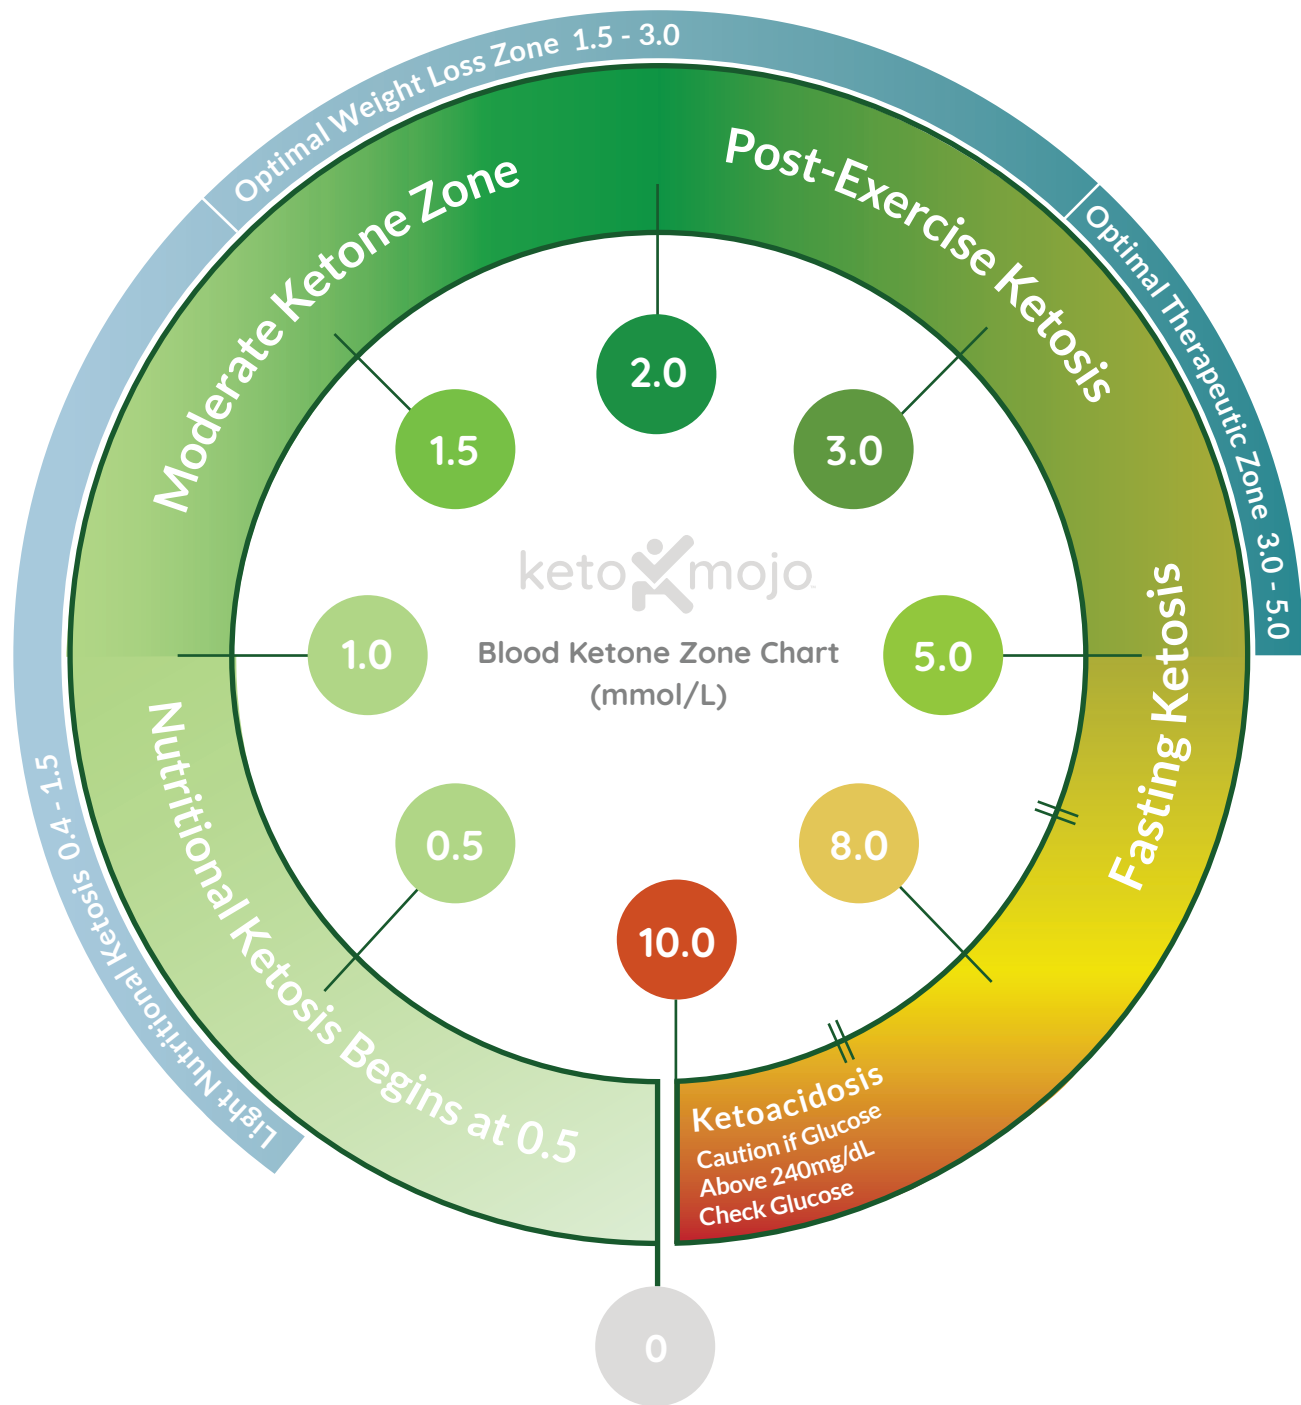 Optimal Weight Loss Zone 1.5 - 3.0
Optimal Therapeutic Zone 3.0 - 5.0
Light Nutritional Ketosis 0.4 - 1.5
Moderate Ketone Zone
Post-Exercise Ketosis
Fasting Ketosis
Nutritional Ketosis Begins at 0.5
Ketoacidosis
Caution if Glucose
Above 240mg/dL
Check Glucose
2.0
1.5
3.0
keto mojo
Blood Ketone Zone Chart
(mmol/L)
1.0
5.0
0.5
8.0
10.0
0